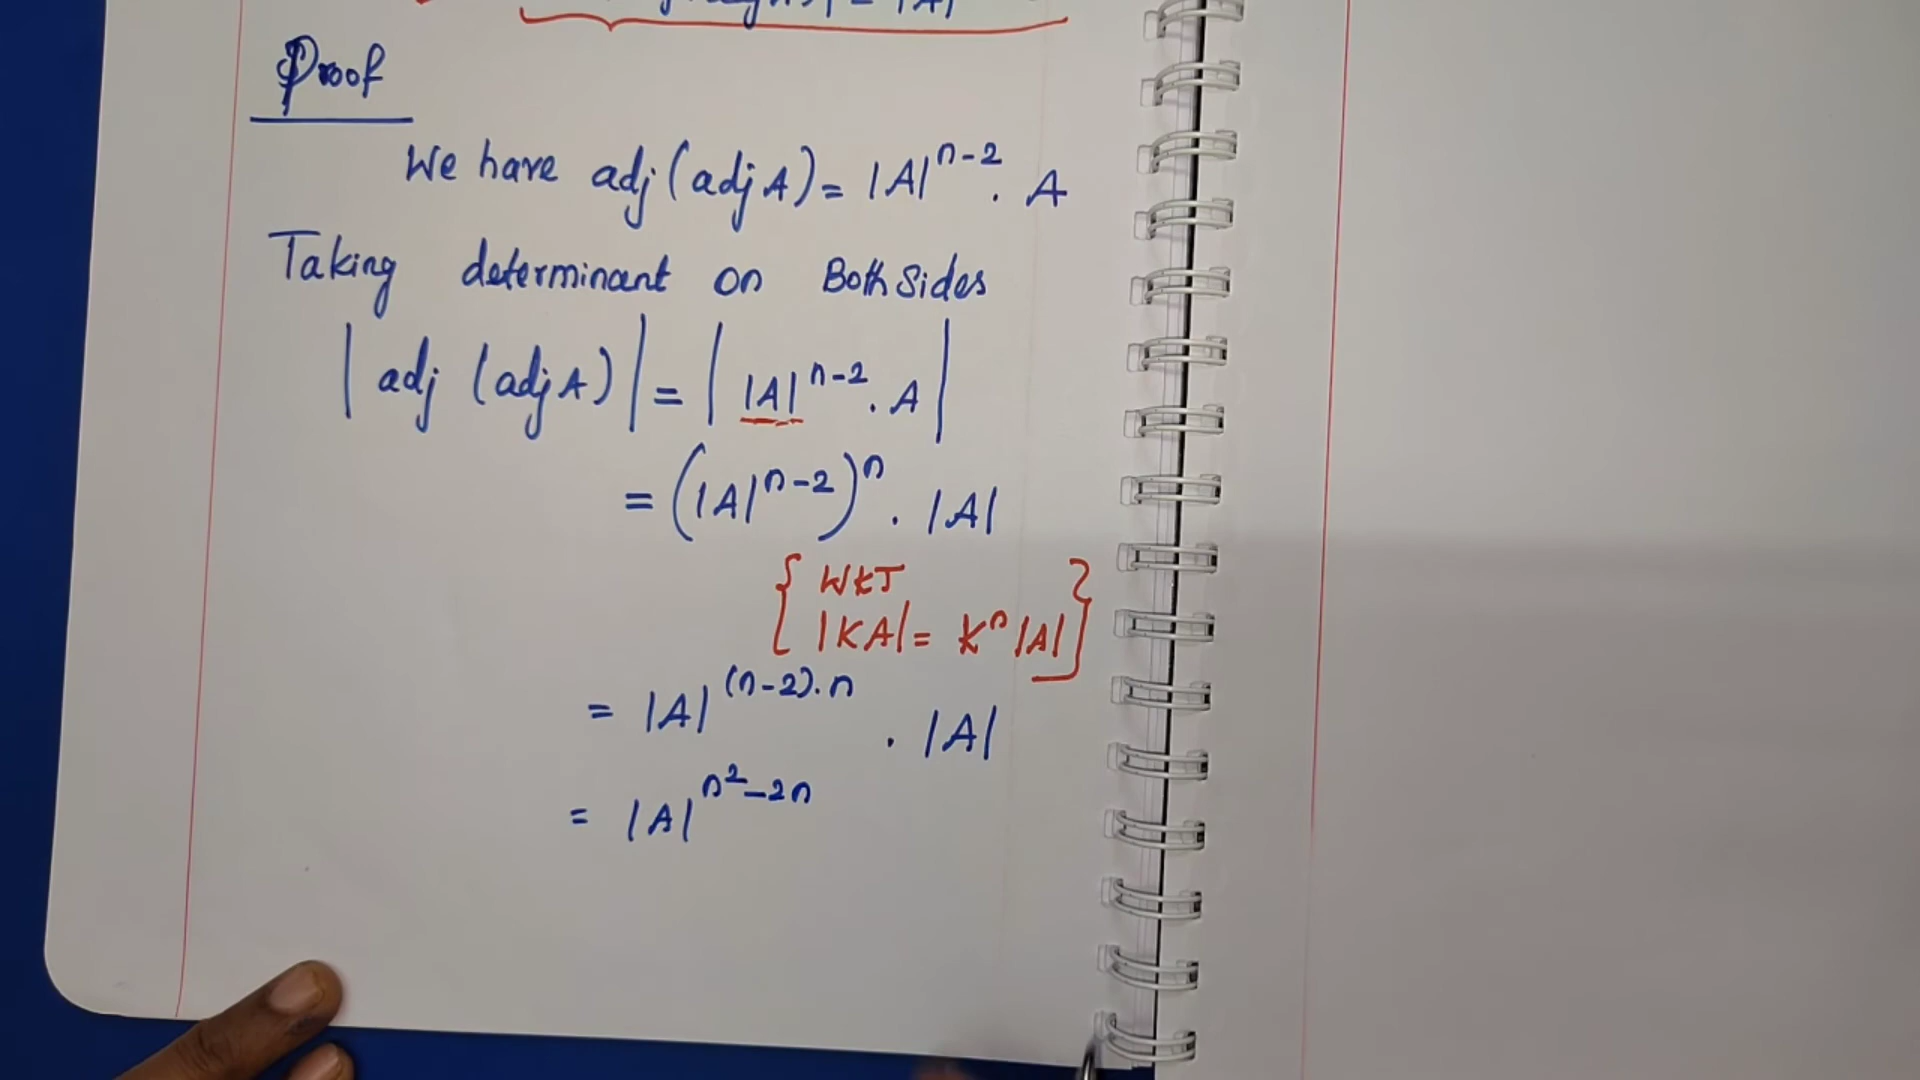 Proof
We have adj(adj A) = |A|ⁿ⁻² . A
Taking determinant on Both Sides
| adj (adj A) | = | |A|ⁿ⁻² . A |
= (|A|ⁿ⁻²)ⁿ . |A|
{ WKT
|KA| = Kⁿ |A| }
= |A|⁽ⁿ⁻²⁾·ⁿ . |A|
= |A|ⁿ²⁻²ⁿ